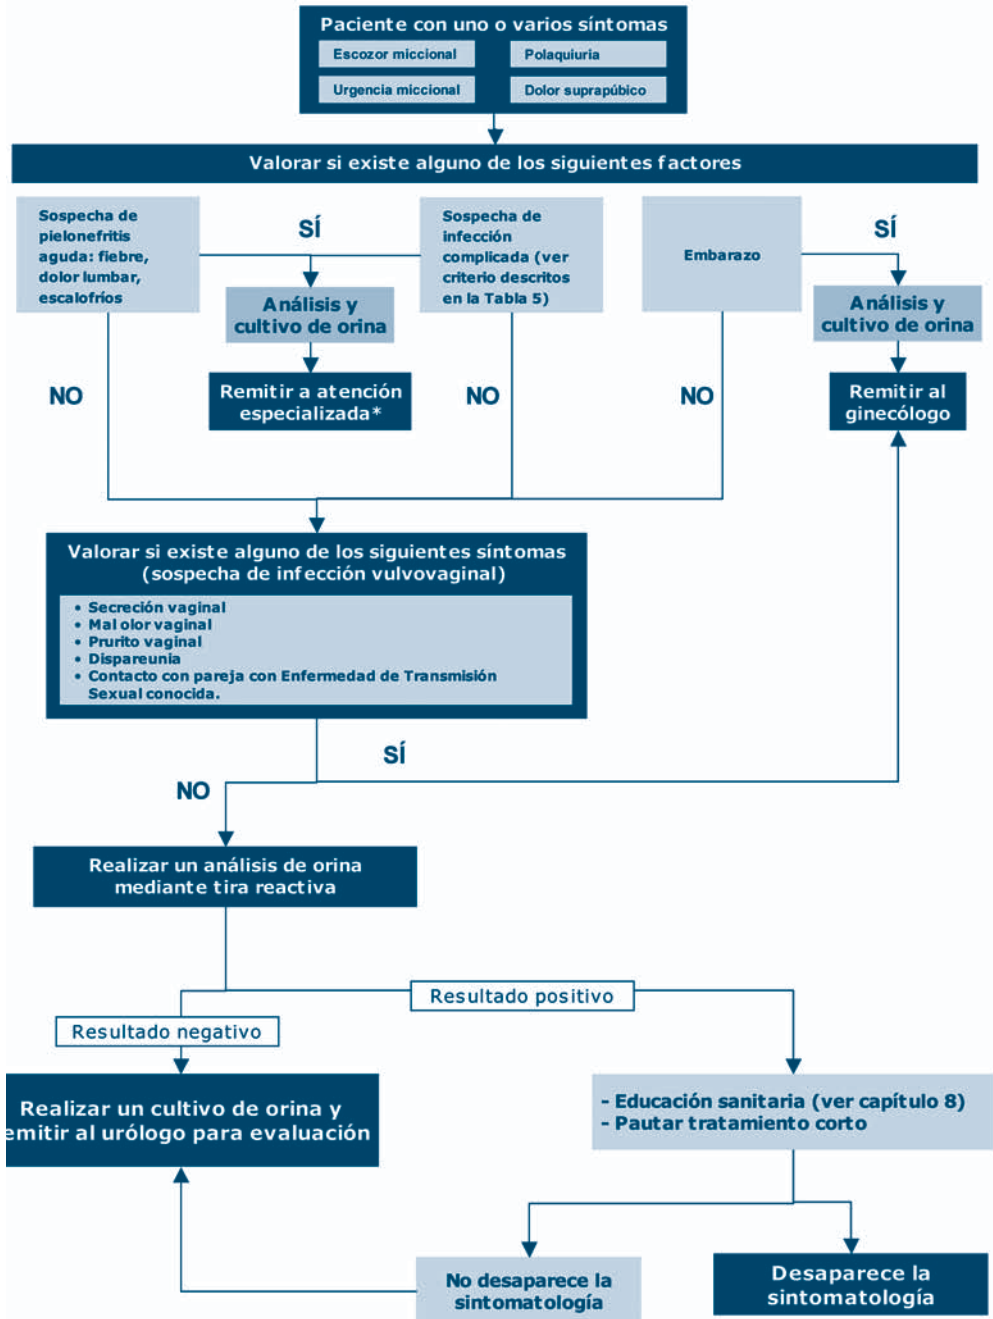 Paciente con uno o varios síntomas
Escozor miccional
Polaquiuria
Urgencia miccional
Dolor suprapúbico
Valorar si existe alguno de los siguientes factores
Sospecha de
pielonefritis
aguda: fiebre,
dolor lumbar,
escalofríos
SÍ
Sospecha de
infección
complicada (ver
criterio descritos
en la Tabla 5)
Embarazo
SÍ
Análisis y
cultivo de orina
Análisis y
cultivo de orina
NO
Remitir a atención
especializada*
NO
NO
Remitir al
ginecólogo
Valorar si existe alguno de los siguientes síntomas
(sospecha de infección vulvovaginal)
• Secreción vaginal
• Mal olor vaginal
• Prurito vaginal
• Dispareunia
• Contacto con pareja con Enfermedad de Transmisión
Sexual conocida.
SÍ
NO
Realizar un análisis de orina
mediante tira reactiva
Resultado positivo
Resultado negativo
Realizar un cultivo de orina y
emitir al urólogo para evaluación
- Educación sanitaria (ver capítulo 8)
- Pautar tratamiento corto
No desaparece la
sintomatología
Desaparece la
sintomatología